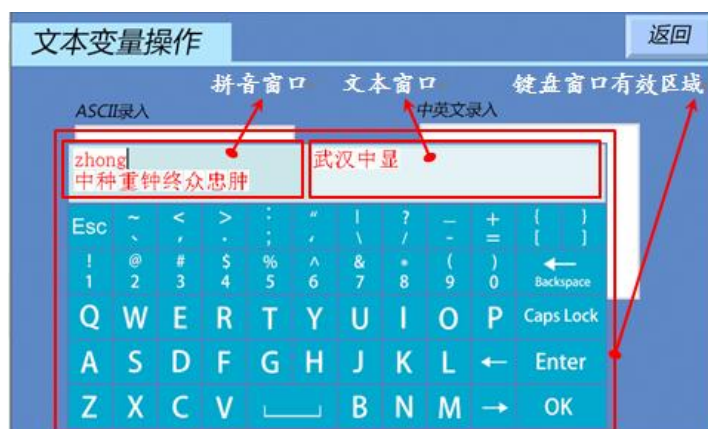 文本变量操作
返回
拼音窗口 文本窗口 键盘窗口有效区域
ASCII录入 中英文录入
zhong
中种重钟终众忠肿
武汉中显
Esc ~ < > : " | ? _ + { }
` , . ; ' \ / - = [ ]
! @ # $ % ^ & * ( ) ←
1 2 3 4 5 6 7 8 9 0 Backspace
Q W E R T Y U I O P Caps Lock
A S D F G H J K L ← Enter
Z X C V B N M → OK